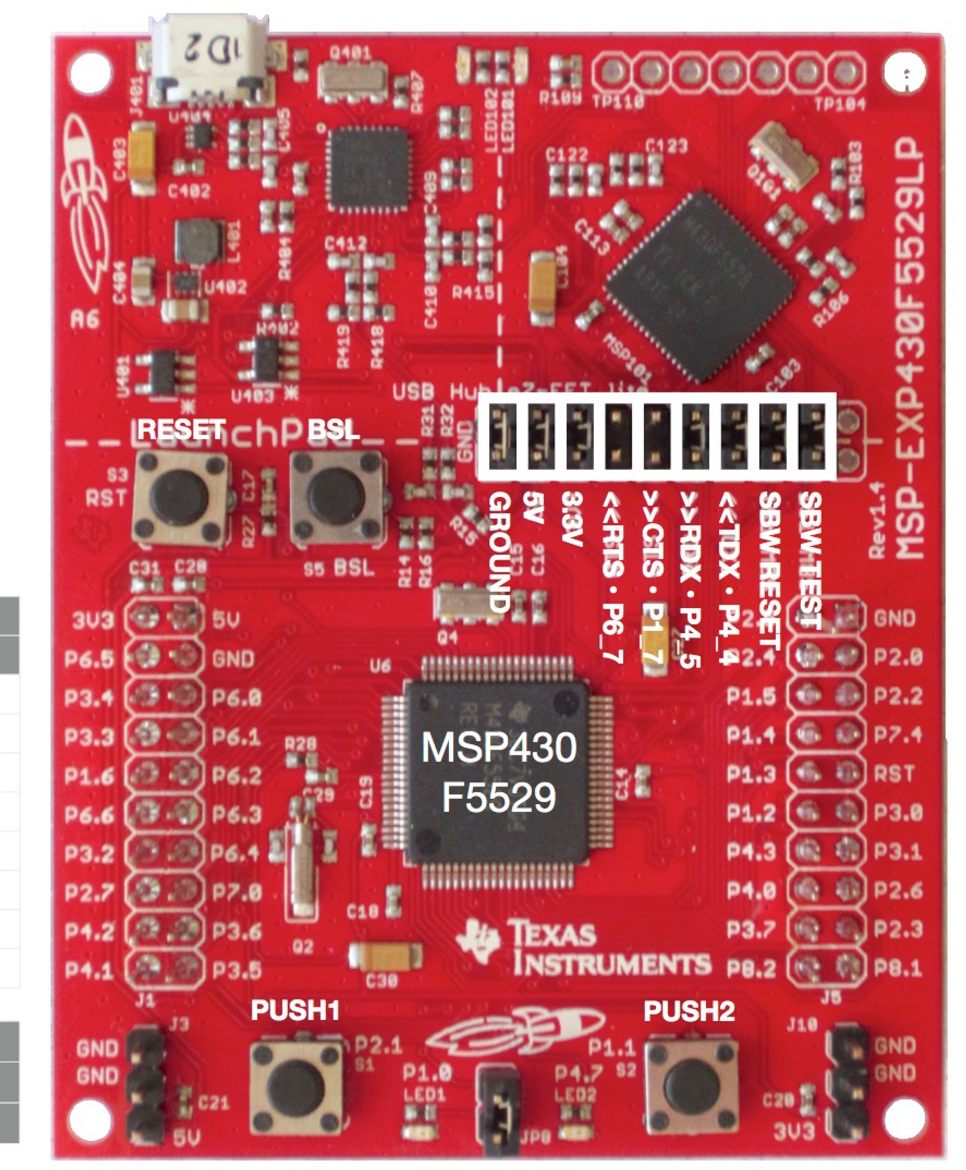 1D2
Q401
J401
U404
C405
R407
LED102
LED101
R109
TP110
TP104
C403
C402
C409
C122
C123
Q1G1
R103
C113
L401
R404
C412
C104
C404
U402
C410
R415
R106
A6
R402
R419
R418
MSP101
C103
U401
U403
USB Hub eZ-FET lite
MSP-EXP430F5529LP
Rev1.4
RESET
BSL
R31
R32
GND
S3
RST
C17
R27
R15
S5 BSL
R14
R16
C15
C16
C31
C28
GROUND
5V
3.3V
<<RTS • P6_7
>>CTS • P1_7
>>RDX • P4_5
<<TDX • P4_4
SBW-RESET
SBW-TEST
Q4
U6
3V3 5V
P6.5 GND
P3.4 P6.0
P3.3 P6.1
P1.6 P6.2
P6.6 P6.3
P3.2 P6.4
P2.7 P7.0
P4.2 P3.6
P4.1 P3.5
J1
GND
P2.4 P2.0
P1.5 P2.2
P1.4 P7.4
P1.3 RST
P1.2 P3.0
P4.3 P3.1
P4.0 P2.6
P3.7 P2.3
P8.2 P8.1
J5
MSP430
F5529
R28
C29
C19
C14
C18
Q2
C30
TEXAS
INSTRUMENTS
PUSH1
PUSH2
J3
GND
GND
C21
5V
P2.1
S1
P1.0
LED1
P4.7
LED2
JP8
P1.1
S2
J10
GND
GND
C20
3V3